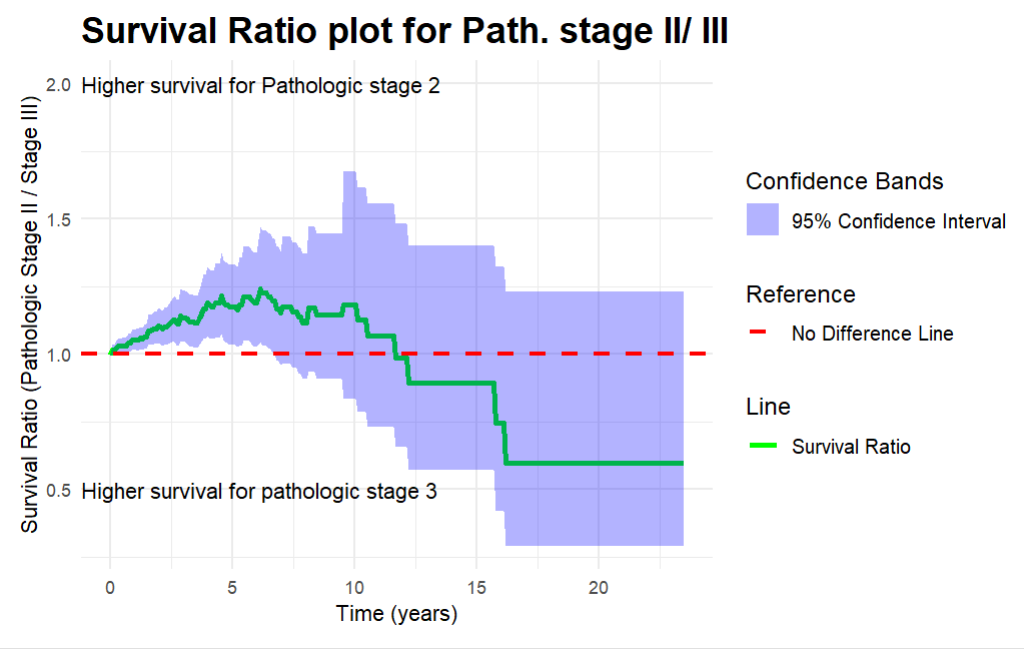 Survival Ratio plot for Path. stage II/ III
Survival Ratio (Pathologic Stage II / Stage III)
2.0
1.5
1.0
0.5
Higher survival for Pathologic stage 2
Higher survival for pathologic stage 3
0
5
10
15
20
Time (years)
Confidence Bands
95% Confidence Interval
Reference
No Difference Line
Line
Survival Ratio